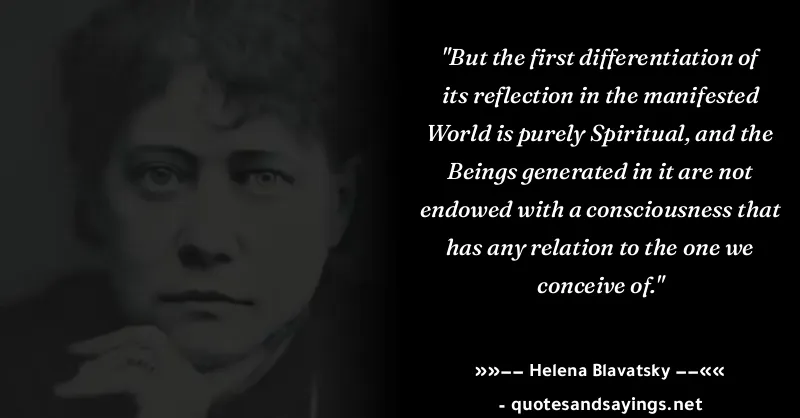 "But the first differentiation of
its reflection in the manifested
World is purely Spiritual, and the
Beings generated in it are not
endowed with a consciousness that
has any relation to the one we
conceive of."
»»—— Helena Blavatsky ——««
- quotesandsayings.net